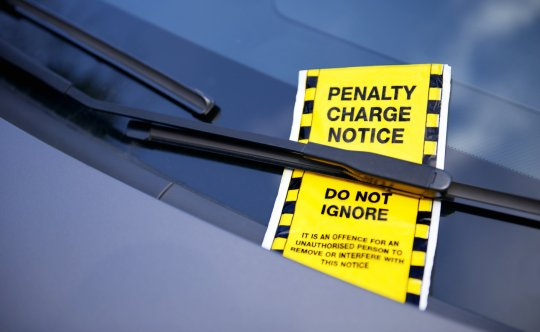 PENALTY
CHARGE
NOTICE
DO NOT
IGNORE
IT IS AN OFFENCE FOR AN
UNAUTHORISED PERSON TO
REMOVE OR INTERFERE WITH
THIS NOTICE